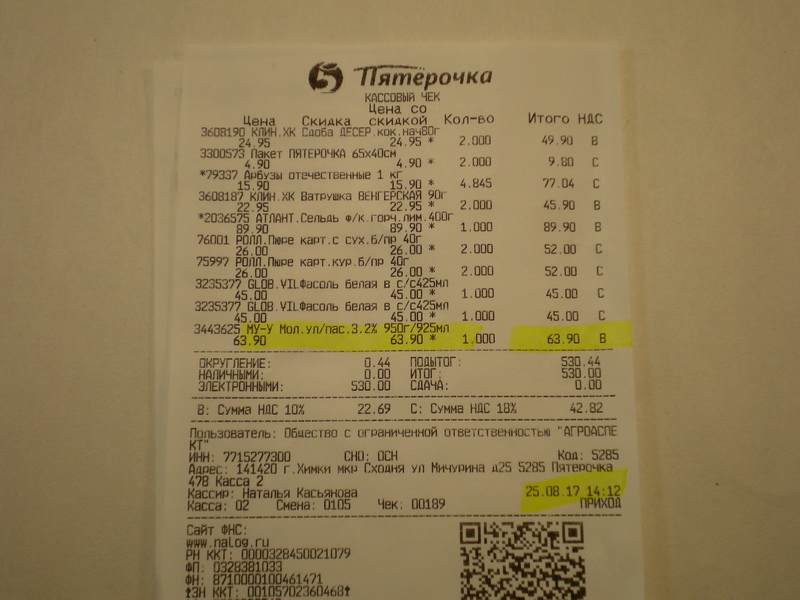 5 Пятёрочка
КАССОВЫЙ ЧЕК
Цена со
Цена Скидка скидкой Кол-во Итого НДС
3608190 КЛИН.ХК Сдоба ДЕСЕР.кок.нач80г
24.95 24.95 * 2.000 49.90 В
3300573 Пакет ПЯТЕРОЧКА 65х40см
4.90 4.90 * 2.000 9.80 С
*79337 Арбузы отечественные 1 кг
15.90 15.90 * 4.845 77.04 С
3608187 КЛИН.ХК Ватрушка ВЕНГЕРСКАЯ 90г
22.95 22.95 * 2.000 45.90 В
*2036575 АТЛАНТ.Сельдь ф/к.горч.лим.400г
89.90 89.90 * 1.000 89.90 В
76001 РОЛЛ.Пюре карт.с сух.б/пр 40г
26.00 26.00 * 2.000 52.00 С
75997 РОЛЛ.Пюре карт.кур.б/пр 40г
26.00 26.00 * 2.000 52.00 С
3235377 GLOB.VILФасоль белая в с/с425мл
45.00 45.00 * 1.000 45.00 С
3235377 GLOB.VILФасоль белая в с/с425мл
45.00 45.00 * 1.000 45.00 С
3443625 МУ-У Мол.ул/пас.3.2% 950г/925мл
63.90 63.90 * 1.000 63.90 В
ОКРУГЛЕНИЕ: 0.44 ПОДЫТОГ: 530.44
НАЛИЧНЫМИ: 0.00 ИТОГ: 530.00
ЭЛЕКТРОННЫМИ: 530.00 СДАЧА: 0.00
В: Сумма НДС 10% 22.69 С: Сумма НДС 18% 42.82
Пользователь: Общество с ограниченной ответственностью "АГРОАСПЕ
КТ"
ИНН: 7715277300 СНО: ОСН Код: 5285
Адрес: 141420 г.Химки мкр Сходня ул Мичурина д25 5285 Пятерочка
478 Касса 2
Кассир: Наталья Касьянова 25.08.17 14:12
Касса: 02 Смена: 0105 Чек: 00189 ПРИХОД
Сайт ФНС:
www.nalog.ru
РН ККТ: 0000328450021079
ФП: 0328381033
ФН: 8710000100461471
↑ЗН ККТ: 00105702360468↑